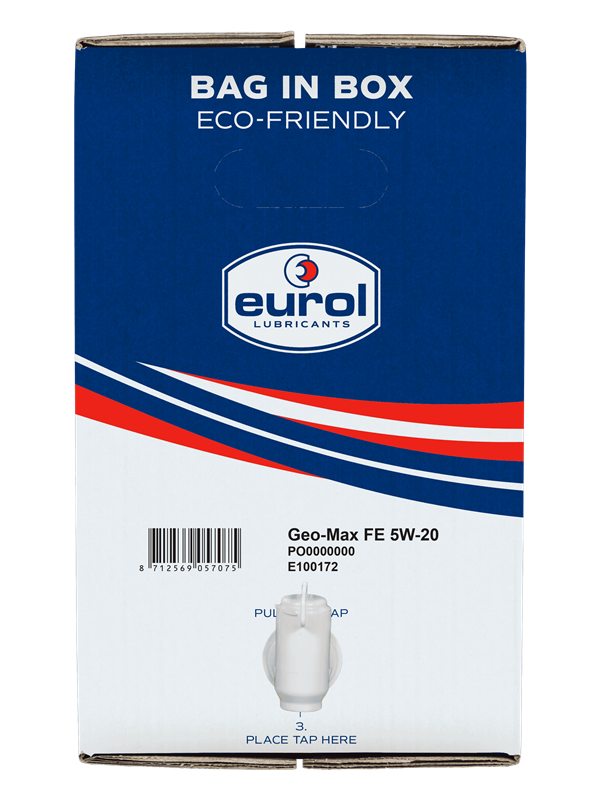 BAG IN BOX
ECO-FRIENDLY
eurol
LUBRICANTS
Geo-Max FE 5W-20
PO0000000
E100172
8 712569 057075
3.
PLACE TAP HERE